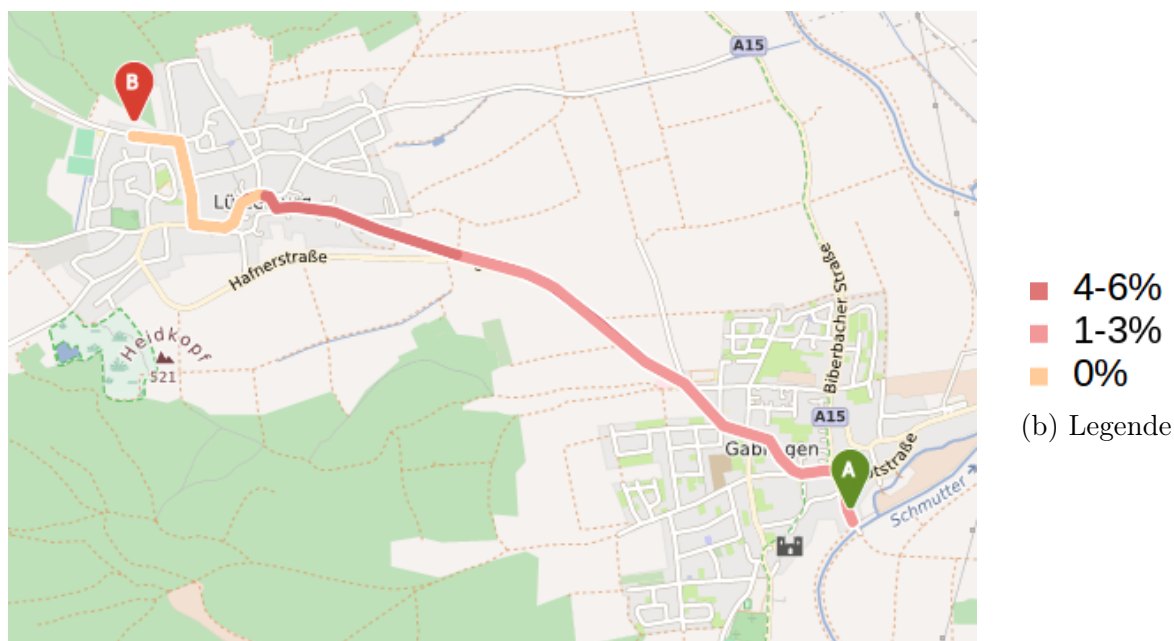 A15
B
Hafnerstraße
Heidkopf
521
Biberbacher Straße
A15
A
Schmutter
4-6%
1-3%
0%
(b) Legende